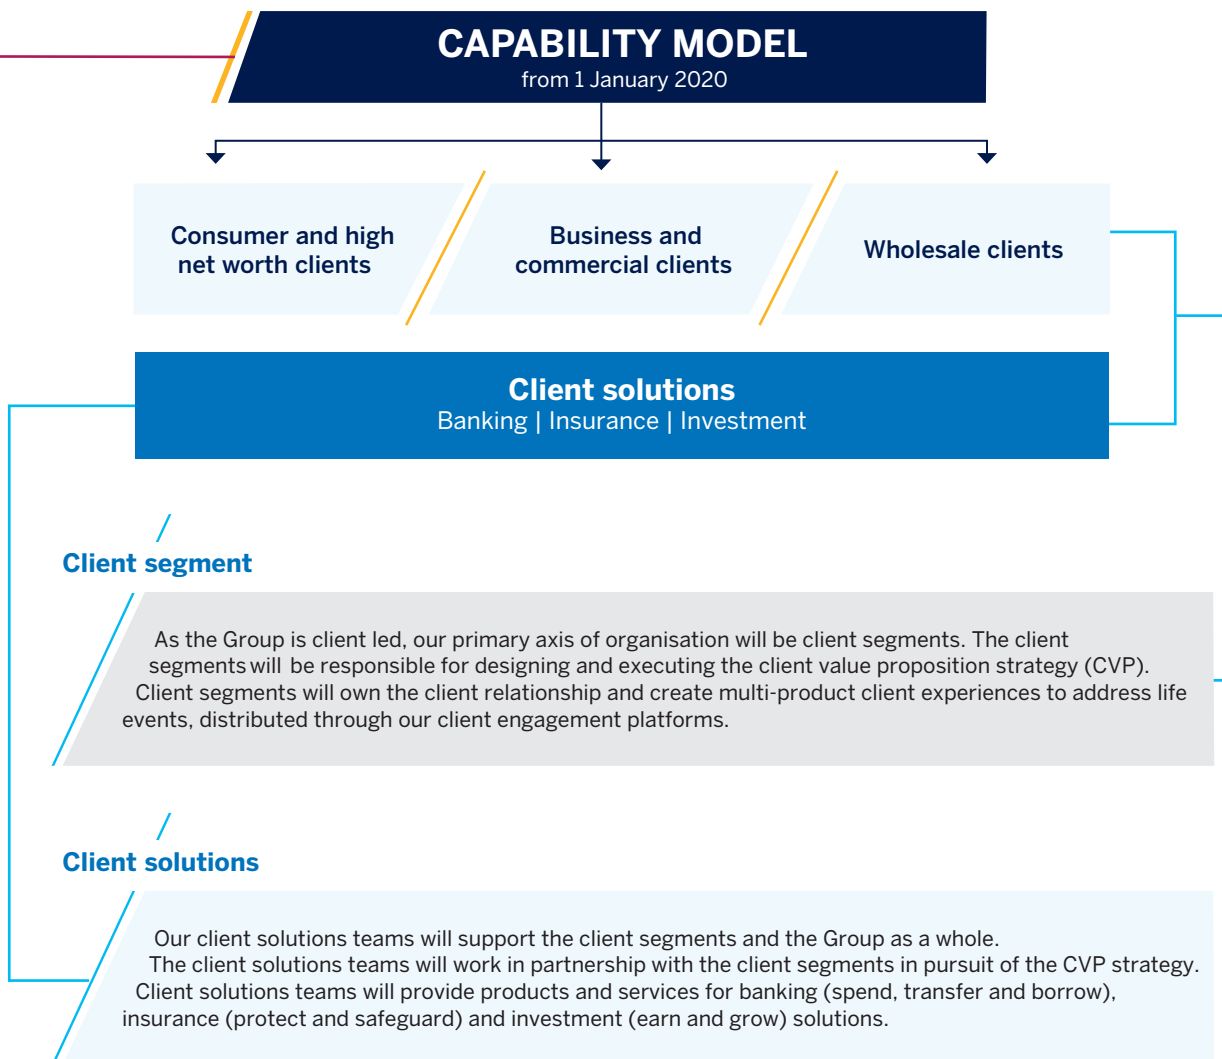 CAPABILITY MODEL
from 1 January 2020
Consumer and high
net worth clients
Business and
commercial clients
Wholesale clients
Client solutions
Banking | Insurance | Investment
Client segment
As the Group is client led, our primary axis of organisation will be client segments. The client
segments will be responsible for designing and executing the client value proposition strategy (CVP).
Client segments will own the client relationship and create multi-product client experiences to address life
events, distributed through our client engagement platforms.
Client solutions
Our client solutions teams will support the client segments and the Group as a whole.
The client solutions teams will work in partnership with the client segments in pursuit of the CVP strategy.
Client solutions teams will provide products and services for banking (spend, transfer and borrow),
insurance (protect and safeguard) and investment (earn and grow) solutions.